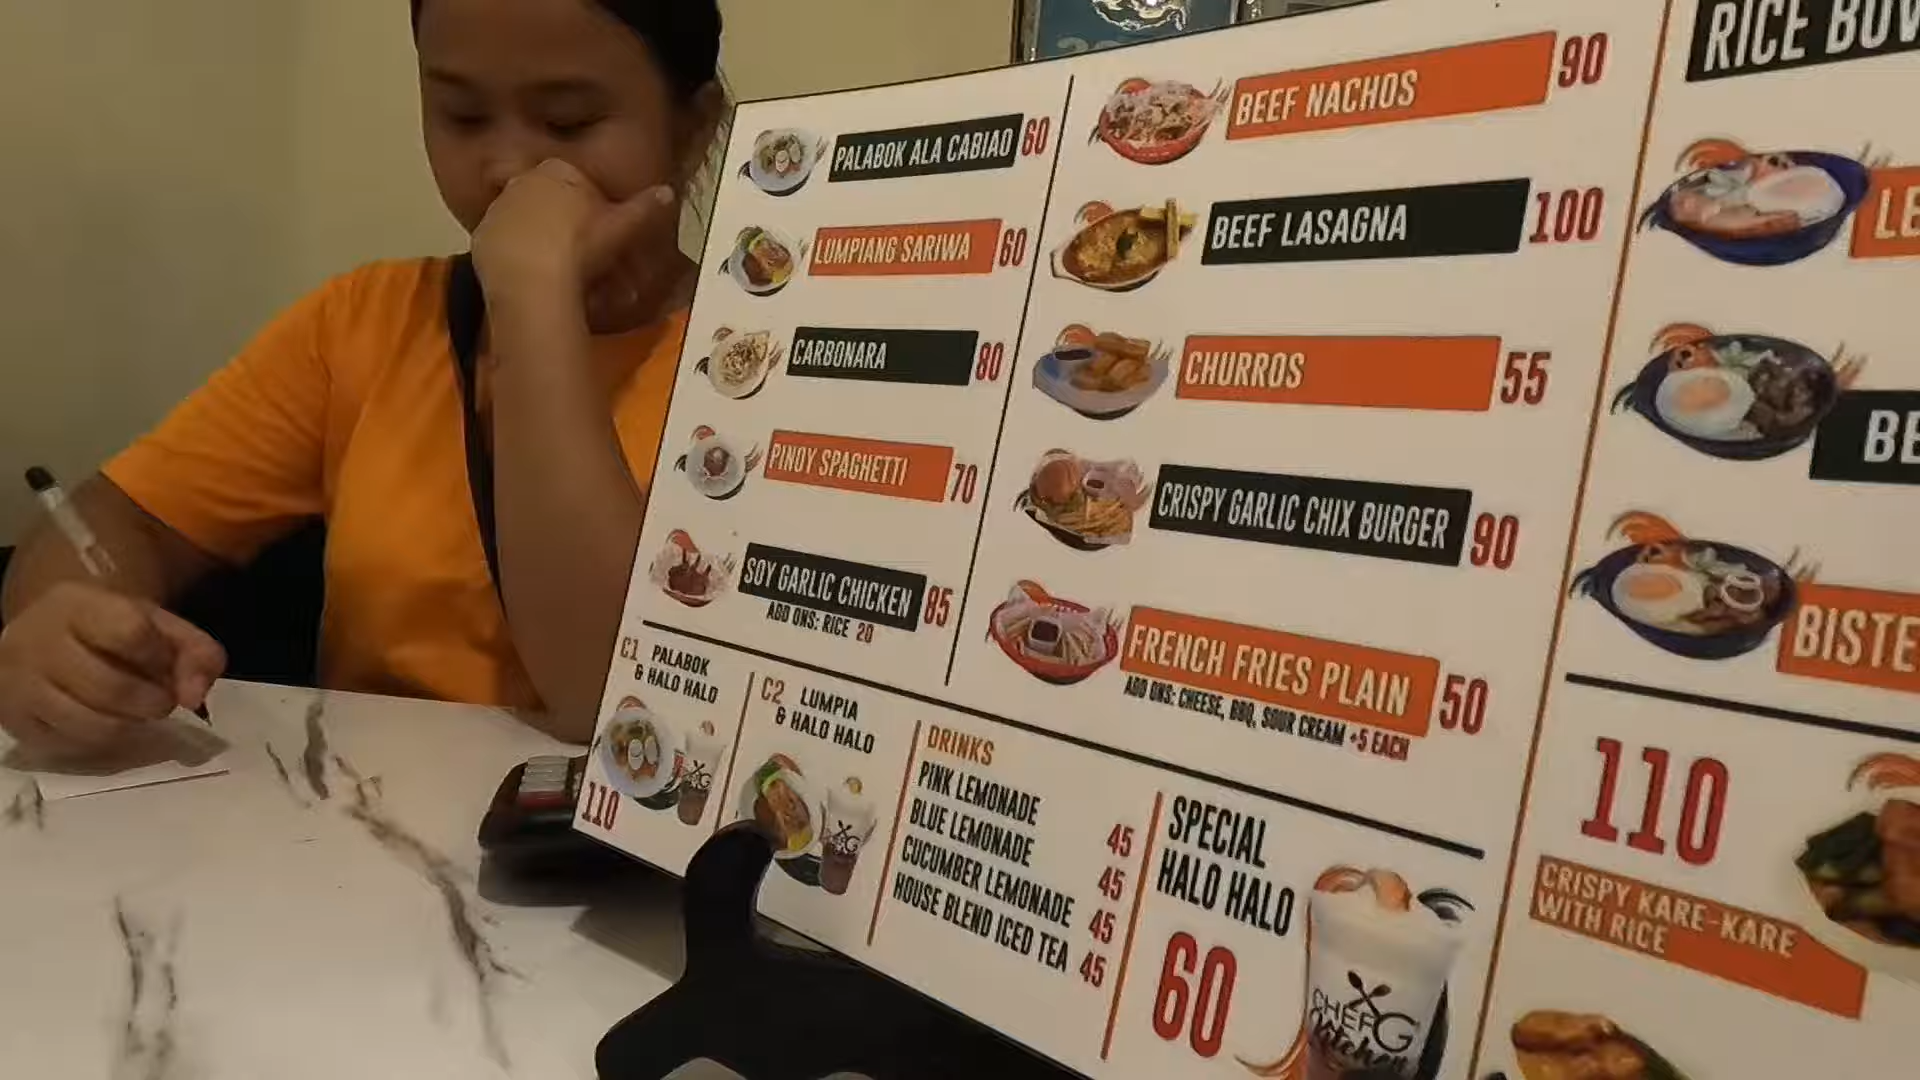 PALABOK ALA CABIAO 60
LUMPIANG SARIWA 60
CARBONARA 80
PINOY SPAGHETTI 70
SOY GARLIC CHICKEN 85
ADD ONS: RICE 20
BEEF NACHOS 90
BEEF LASAGNA 100
CHURROS 55
CRISPY GARLIC CHIX BURGER 90
FRENCH FRIES PLAIN 50
ADD ONS: CHEESE, BBQ, SOUR CREAM +5 EACH
C1 PALABOK
& HALO HALO
110
C2 LUMPIA
& HALO HALO
DRINKS
PINK LEMONADE 45
BLUE LEMONADE 45
CUCUMBER LEMONADE 45
HOUSE BLEND ICED TEA 45
SPECIAL
HALO HALO
60
CHEF G
Kitchen
RICE BOW
LE
BE
BISTE
110
CRISPY KARE-KARE
WITH RICE